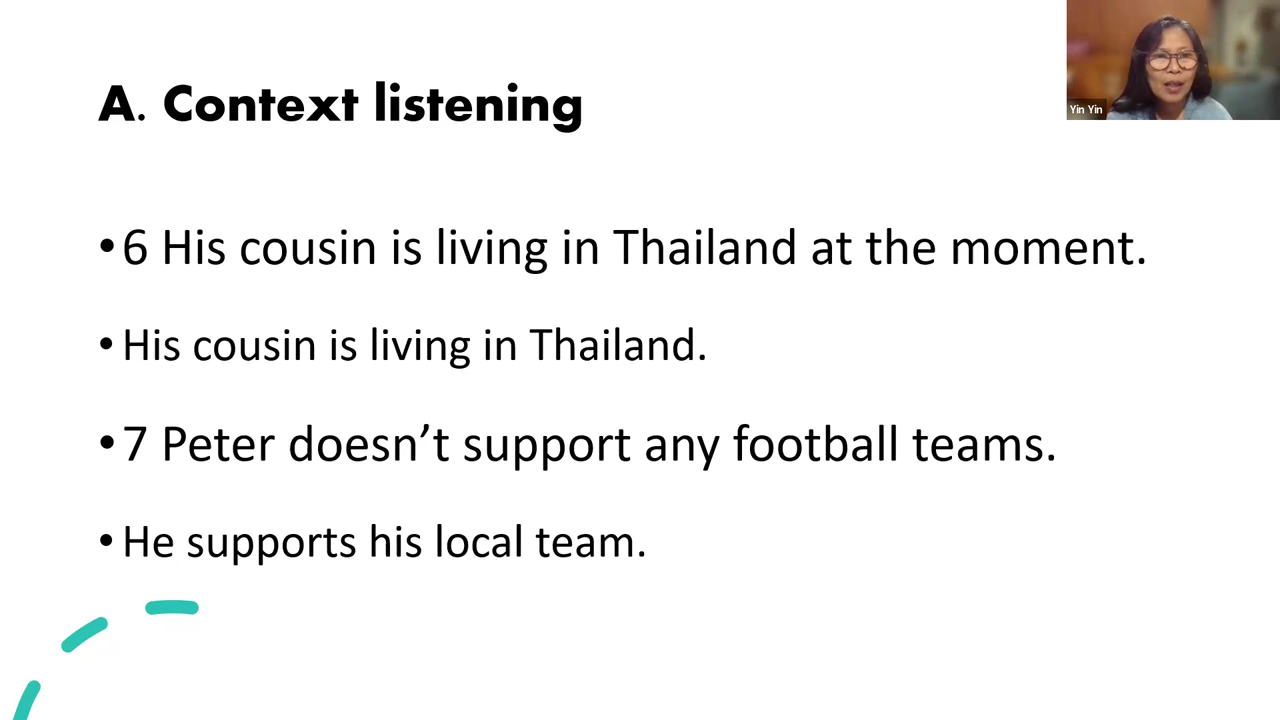 A. Context listening
Yin Yin
•6 His cousin is living in Thailand at the moment.
•His cousin is living in Thailand.
•7 Peter doesn’t support any football teams.
•He supports his local team.